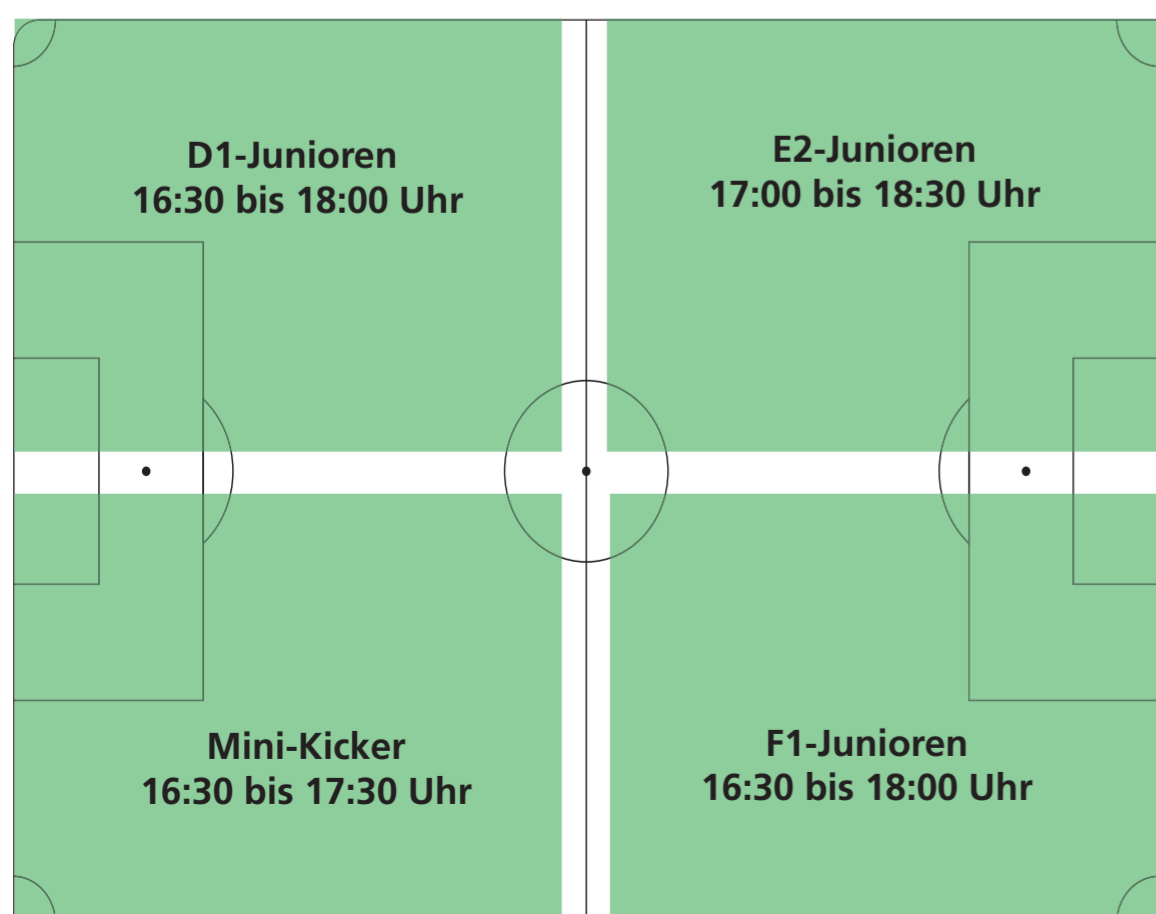 D1-Junioren
16:30 bis 18:00 Uhr
E2-Junioren
17:00 bis 18:30 Uhr
Mini-Kicker
16:30 bis 17:30 Uhr
F1-Junioren
16:30 bis 18:00 Uhr